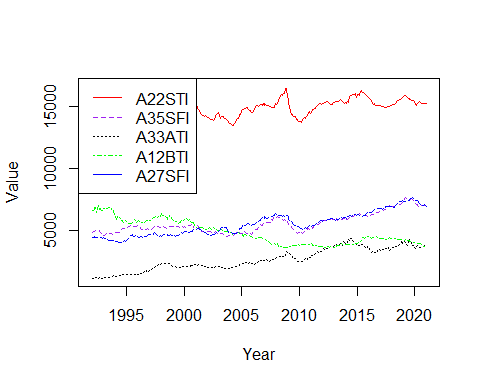 A22STI
A35SFI
A33ATI
A12BTI
A27SFI
Value
5000
10000
15000
1995
2000
2005
2010
2015
2020
Year